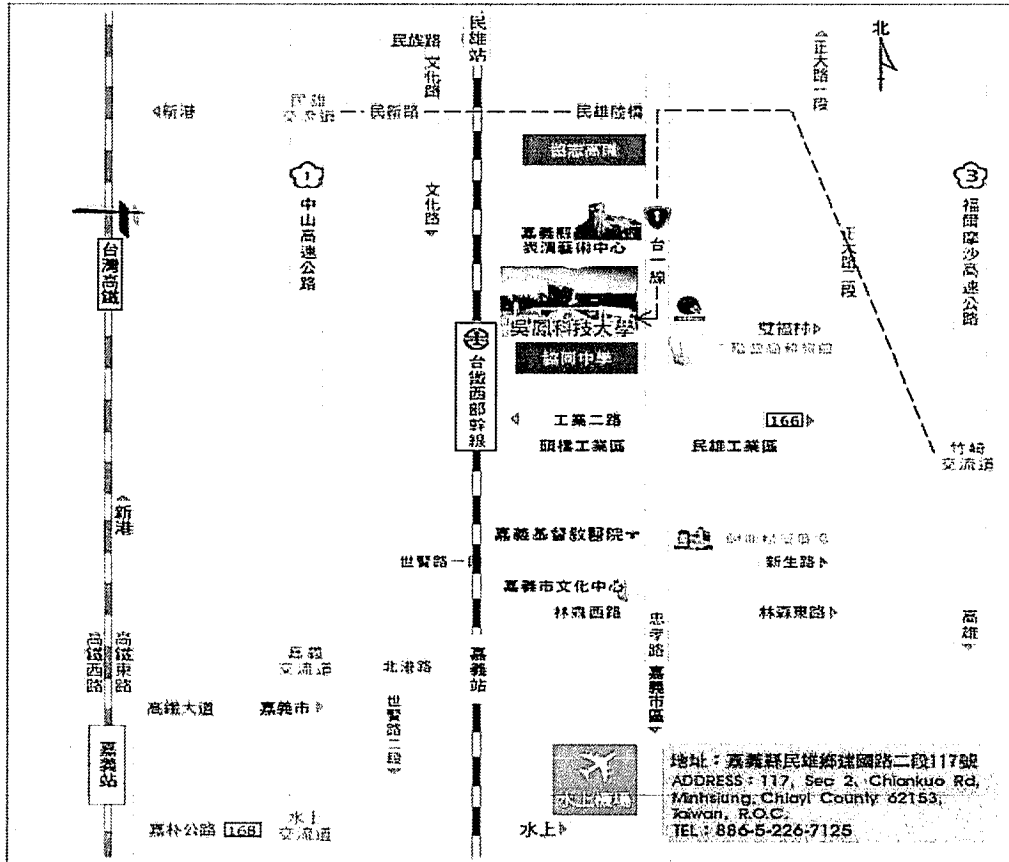 民雄站
北
民族路
文化路
正大路一段
新港
民雄
交流道
民新路
民雄陸橋
協志高職
1
中山高速公路
文化路
嘉義縣
表演藝術中心
1
台一線
正大路二段
3
福爾摩沙高速公路
台灣高鐵
吳鳳科技大學
雙福村
協同中學
台鐵西部幹線
工業二路
166
頭橋工業區
民雄工業區
竹崎
交流道
新港
嘉義基督教醫院
世賢路一段
新生路
嘉義市文化中心
林森西路
忠孝路
林森東路
高雄
高鐵西路
高鐵東路
嘉義
交流道
北港路
嘉義站
嘉義市區
高鐵大道
嘉義市
世賢路二段
嘉義站
水上機場
地址：嘉義縣民雄鄉建國路二段117號
ADDRESS : 117, Sec 2, Chiankuo Rd,
Minhsiung, Chiayi County 62153,
Taiwan, R.O.C.
TEL : 886-5-226-7125
嘉朴公路
168
水上
交流道
水上